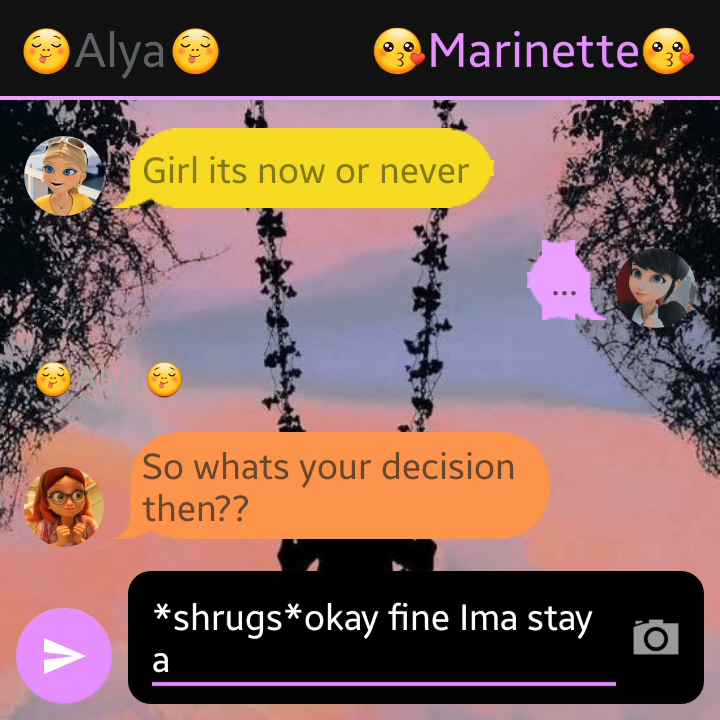 😋Alya😋 😘Marinette😘
Girl its now or never
...
😋Alya😋
So whats your decision
then??
*shrugs*okay fine Ima stay
a